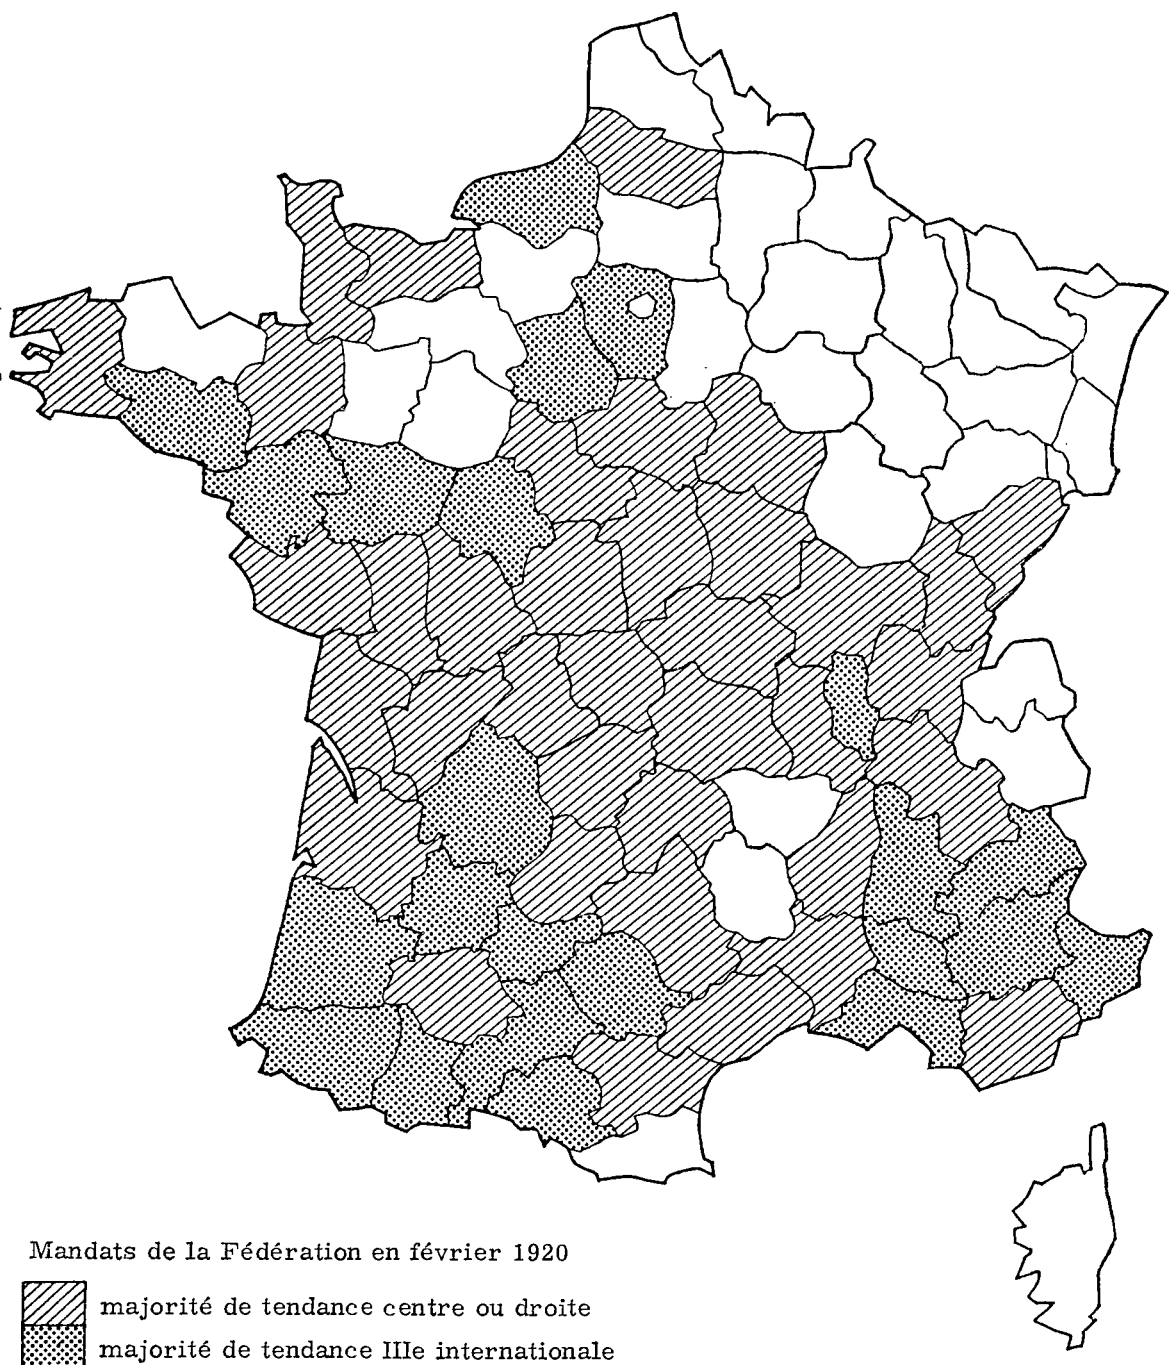 Mandats de la Fédération en février 1920
majorité de tendance centre ou droite
majorité de tendance IIIe internationale